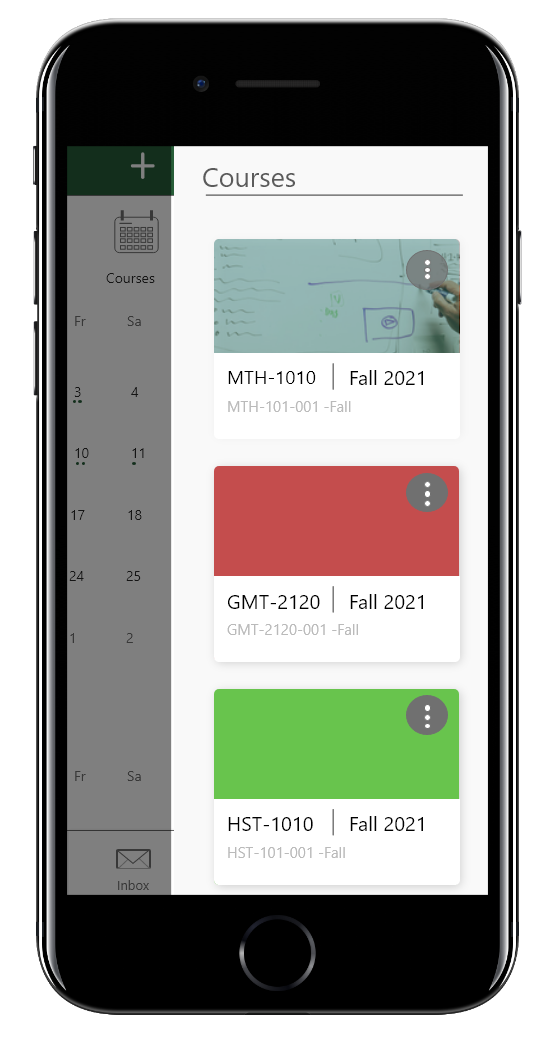 Courses
Courses
Fr Sa
3 4
10 11
17 18
24 25
1 2
Fr Sa
Inbox
MTH-1010 | Fall 2021
MTH-101-001 -Fall
GMT-2120 | Fall 2021
GMT-2120-001 -Fall
HST-1010 | Fall 2021
HST-101-001 -Fall